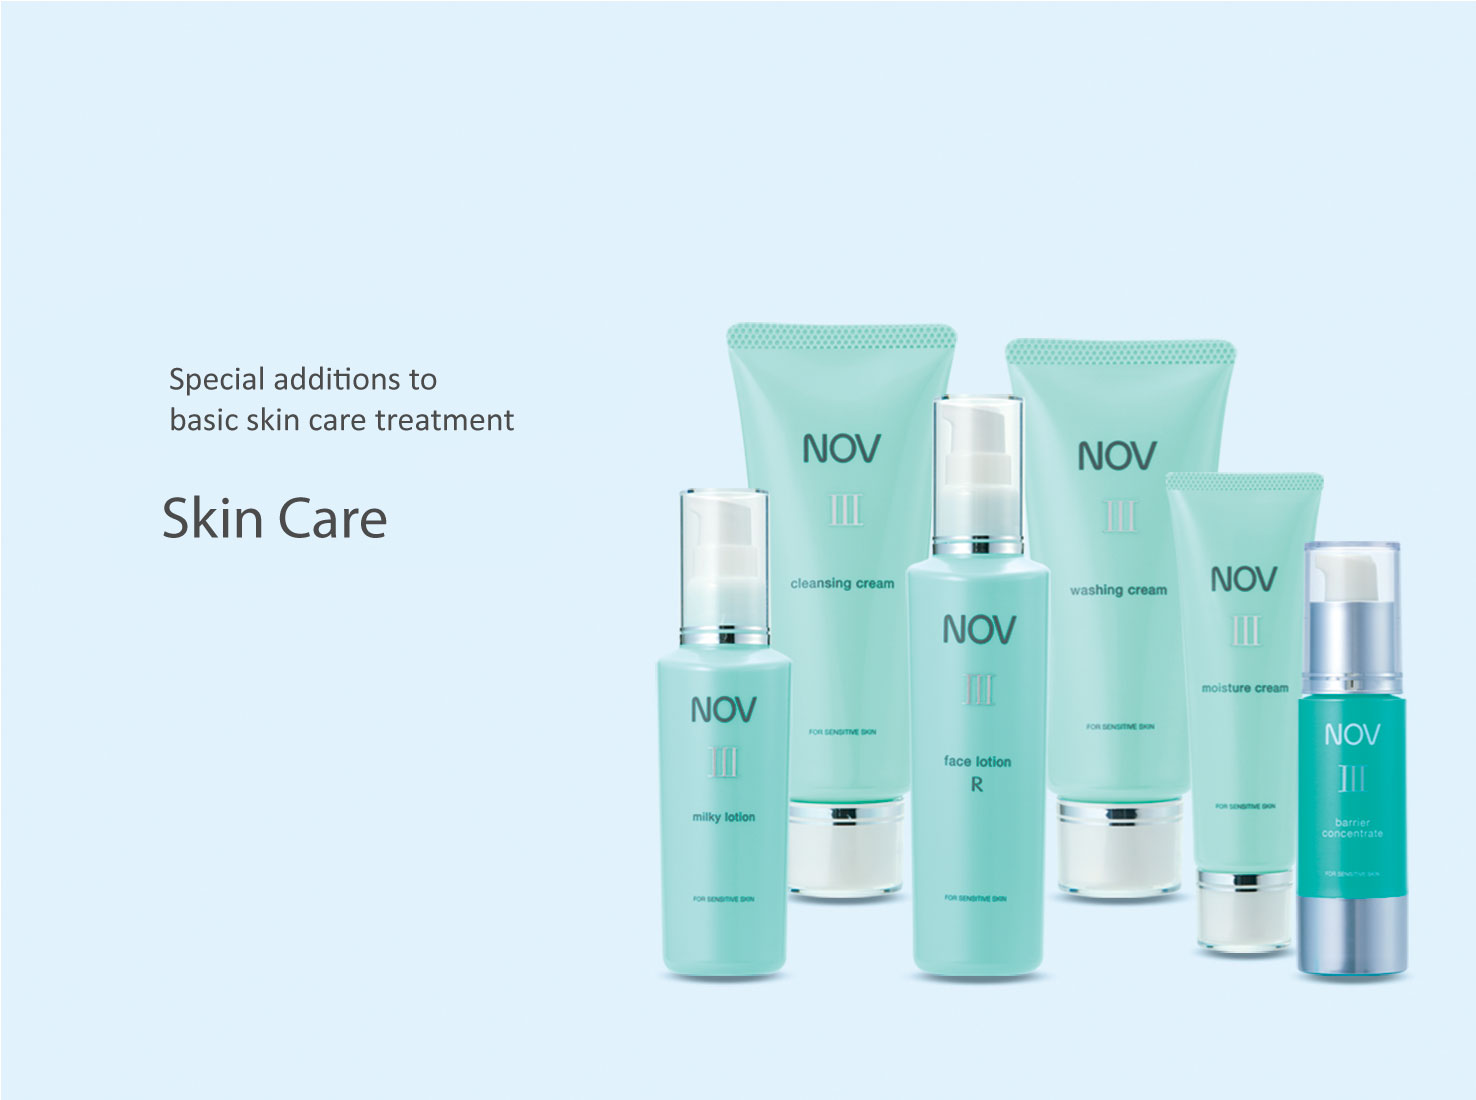 Special additions to
basic skin care treatment
Skin Care
NOV
III
cleansing cream
FOR SENSITIVE SKIN
NOV
III
washing cream
FOR SENSITIVE SKIN
NOV
III
milky lotion
FOR SENSITIVE SKIN
NOV
III
face lotion
R
FOR SENSITIVE SKIN
NOV
III
moisture cream
FOR SENSITIVE SKIN
NOV
III
barrier
concentrate
FOR SENSITIVE SKIN